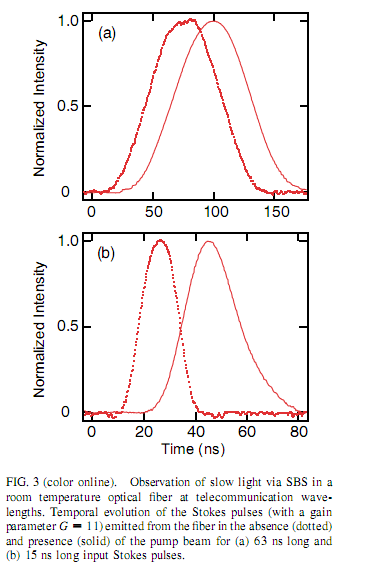 1.0
(a)
Normalized Intensity
0.5
0
0 50 100 150
1.0
(b)
Normalized Intensity
0.5
0
0 20 40 60 80
Time (ns)
FIG. 3 (color online). Observation of slow light via SBS in a
room temperature optical fiber at telecommunication wave-
lengths. Temporal evolution of the Stokes pulses (with a gain
parameter G = 11) emitted from the fiber in the absence (dotted)
and presence (solid) of the pump beam for (a) 63 ns long and
(b) 15 ns long input Stokes pulses.